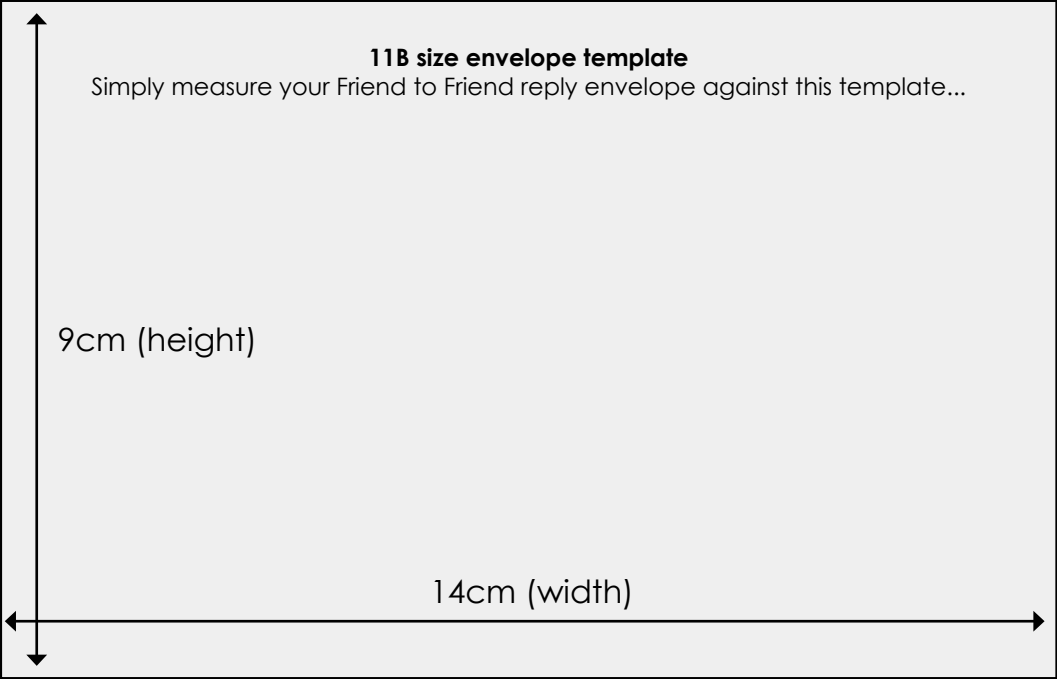 11B size envelope template
Simply measure your Friend to Friend reply envelope against this template...
9cm (height)
14cm (width)